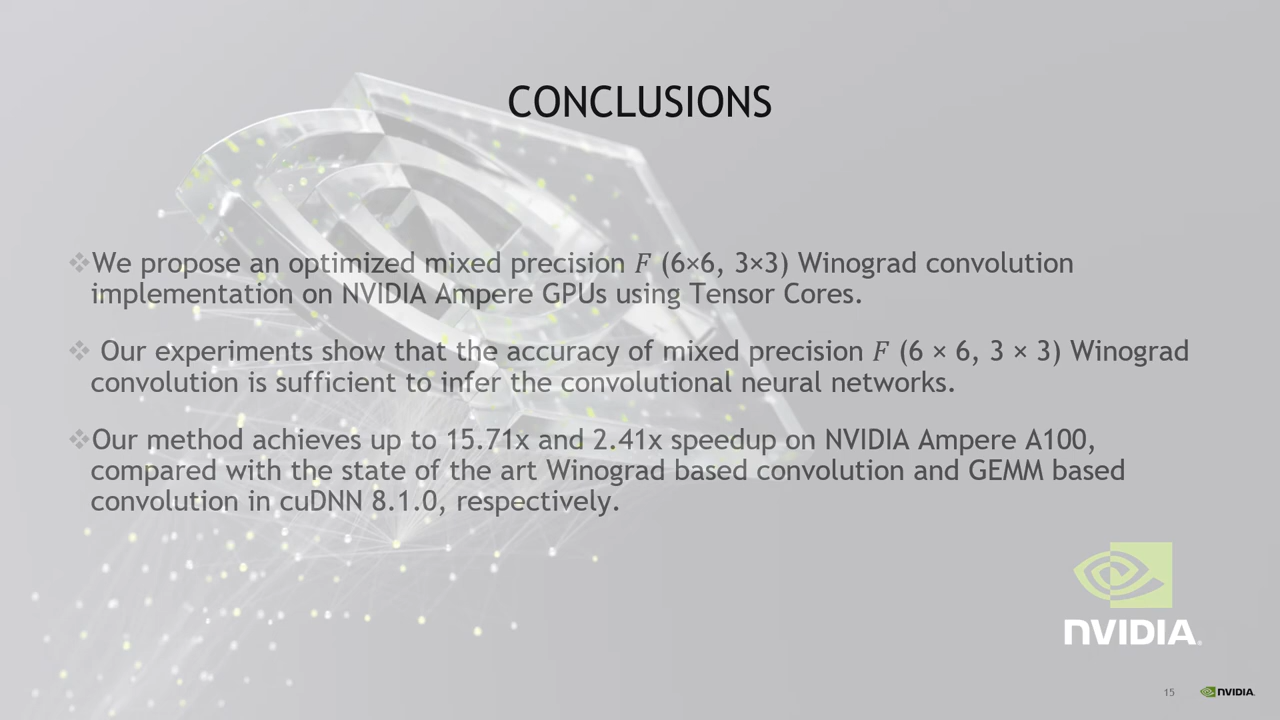 CONCLUSIONS
❖We propose an optimized mixed precision 𝐹 (6×6, 3×3) Winograd convolution
implementation on NVIDIA Ampere GPUs using Tensor Cores.
❖ Our experiments show that the accuracy of mixed precision 𝐹 (6 × 6, 3 × 3) Winograd
convolution is sufficient to infer the convolutional neural networks.
❖Our method achieves up to 15.71x and 2.41x speedup on NVIDIA Ampere A100,
compared with the state of the art Winograd based convolution and GEMM based
convolution in cuDNN 8.1.0, respectively.
NVIDIA.
15 NVIDIA.